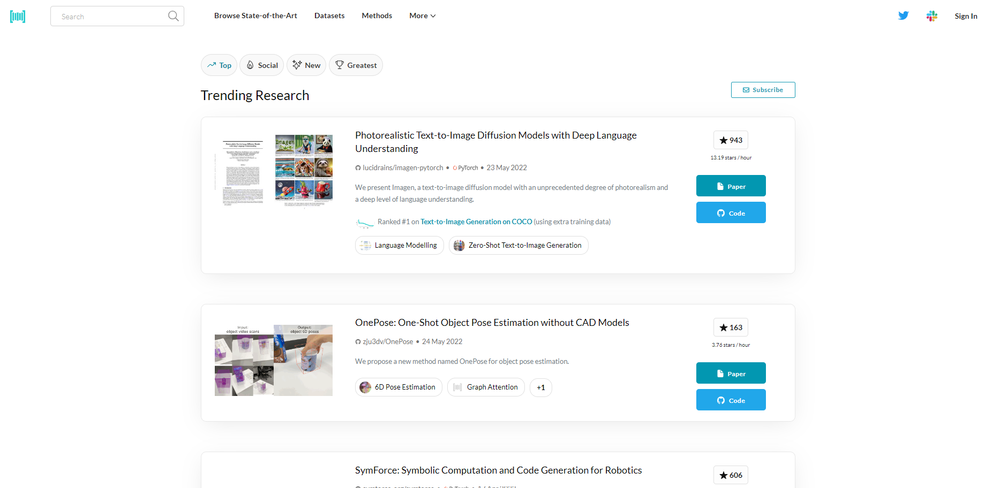 Search
Browse State-of-the-Art
Datasets
Methods
More
Sign In
Top
Social
New
Greatest
Trending Research
Subscribe
Photorealistic Text-to-Image Diffusion Models with Deep Language
Understanding
lucidrains/imagen-pytorch • PyTorch • 23 May 2022
We present Imagen, a text-to-image diffusion model with an unprecedented degree of photorealism and
a deep level of language understanding.
Ranked #1 on Text-to-Image Generation on COCO (using extra training data)
Language Modelling
Zero-Shot Text-to-Image Generation
943
13.19 stars / hour
Paper
Code
Input:
object video scans
Output:
object 6D poses
OnePose: One-Shot Object Pose Estimation without CAD Models
zju3dv/OnePose • 24 May 2022
We propose a new method named OnePose for object pose estimation.
6D Pose Estimation
Graph Attention
+1
163
3.76 stars / hour
Paper
Code
SymForce: Symbolic Computation and Code Generation for Robotics
606